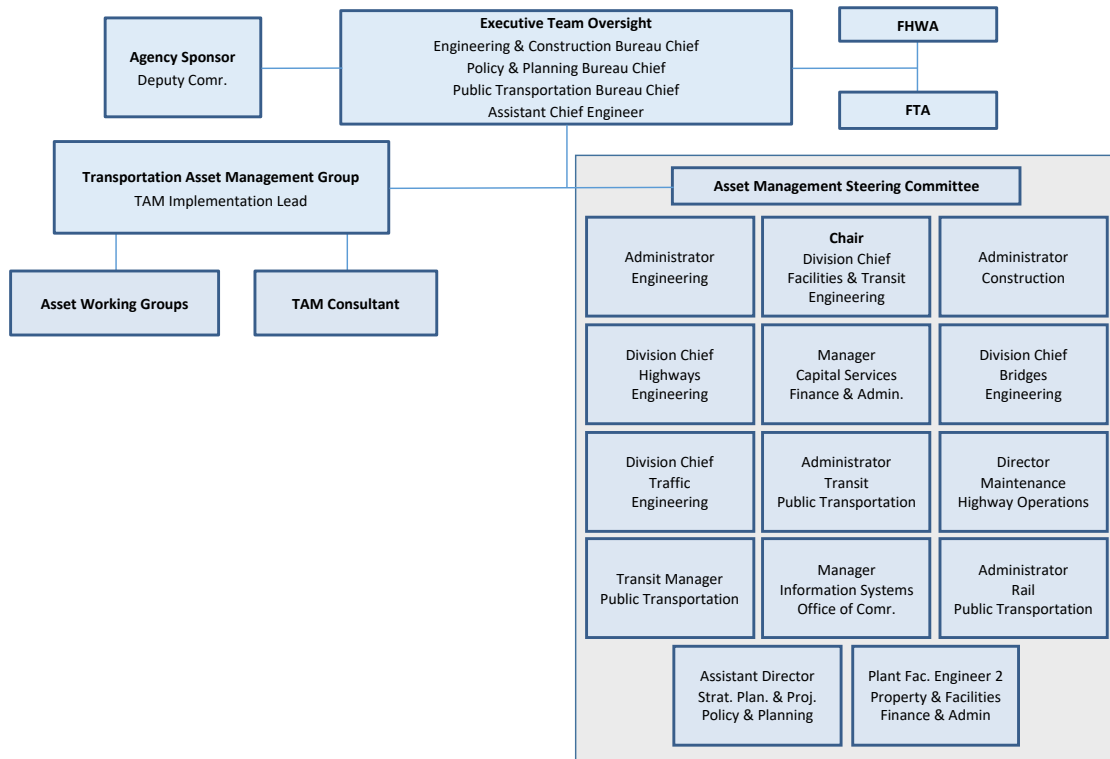 Agency Sponsor
Deputy Comr.
Executive Team Oversight
Engineering & Construction Bureau Chief
Policy & Planning Bureau Chief
Public Transportation Bureau Chief
Assistant Chief Engineer
FHWA
FTA
Transportation Asset Management Group
TAM Implementation Lead
Asset Working Groups
TAM Consultant
Asset Management Steering Committee
Administrator
Engineering
Chair
Division Chief
Facilities & Transit
Engineering
Administrator
Construction
Division Chief
Highways
Engineering
Manager
Capital Services
Finance & Admin.
Division Chief
Bridges
Engineering
Division Chief
Traffic
Engineering
Administrator
Transit
Public Transportation
Director
Maintenance
Highway Operations
Transit Manager
Public Transportation
Manager
Information Systems
Office of Comr.
Administrator
Rail
Public Transportation
Assistant Director
Strat. Plan. & Proj.
Policy & Planning
Plant Fac. Engineer 2
Property & Facilities
Finance & Admin